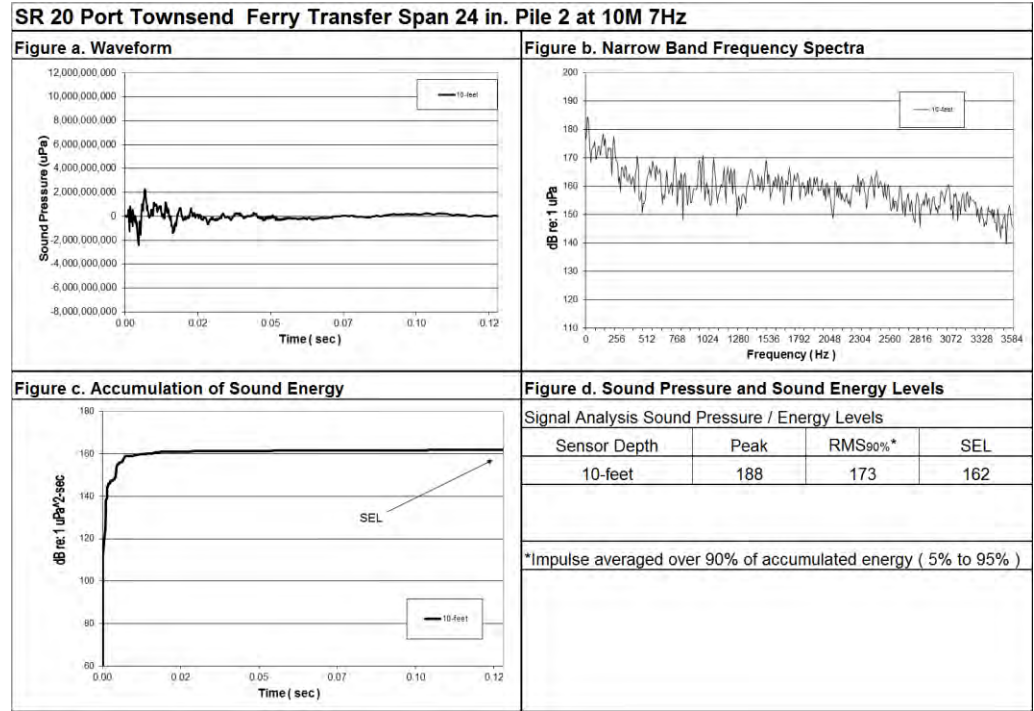 SR 20 Port Townsend Ferry Transfer Span 24 in. Pile 2 at 10M 7Hz
Figure a. Waveform
12,000,000,000
10,000,000,000
8,000,000,000
6,000,000,000
4,000,000,000
2,000,000,000
0
-2,000,000,000
-4,000,000,000
-6,000,000,000
-8,000,000,000
Sound Pressure (uPa)
10-feet
0.00 0.02 0.05 0.07 0.10 0.12
Time ( sec )
Figure b. Narrow Band Frequency Spectra
200
190
180
170
160
150
140
130
120
110
dB re: 1 uPa
10-feet
0 256 512 768 1024 1280 1536 1792 2048 2304 2560 2816 3072 3328 3584
Frequency ( Hz )
Figure c. Accumulation of Sound Energy
180
160
140
120
100
80
60
dB re: 1 uPa^2-sec
SEL
10-feet
0.00 0.02 0.05 0.07 0.10 0.12
Time ( sec )
Figure d. Sound Pressure and Sound Energy Levels
Signal Analysis Sound Pressure / Energy Levels
Sensor Depth Peak RMS90%* SEL
10-feet 188 173 162
*Impulse averaged over 90% of accumulated energy ( 5% to 95% )